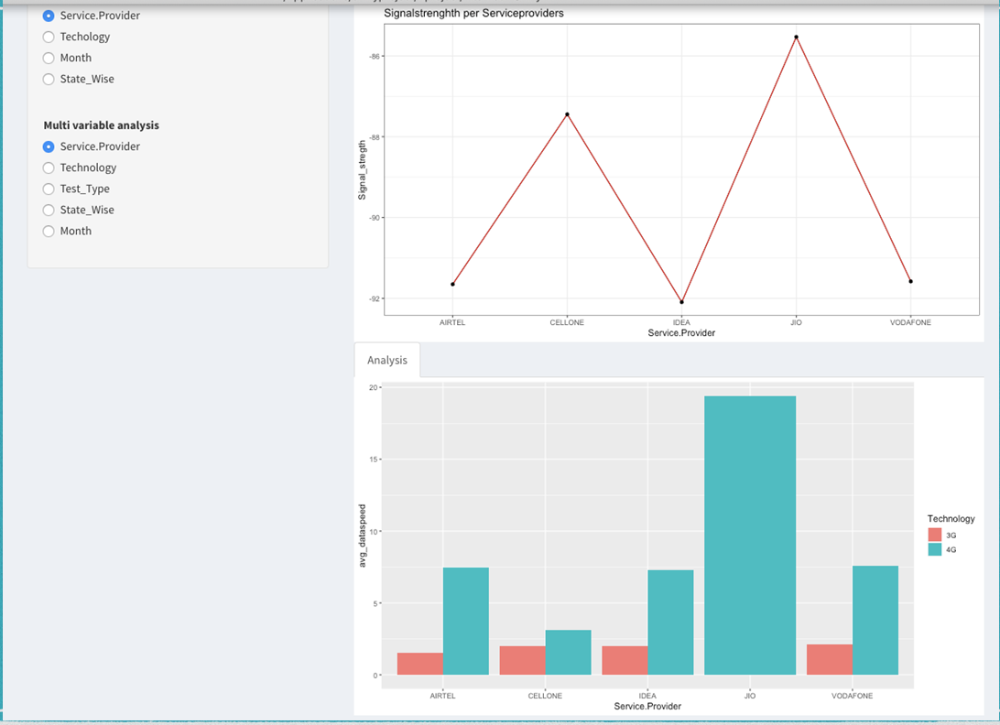 Service.Provider
Techology
Month
State_Wise
Multi variable analysis
Service.Provider
Technology
Test_Type
State_Wise
Month
Signalstrenghth per Serviceproviders
Signal_stregth
-86
-88
-90
-92
AIRTEL CELLONE IDEA JIO VODAFONE
Service.Provider
Analysis
avg_dataspeed
20
15
10
5
0
AIRTEL CELLONE IDEA JIO VODAFONE
Service.Provider
Technology
3G
4G